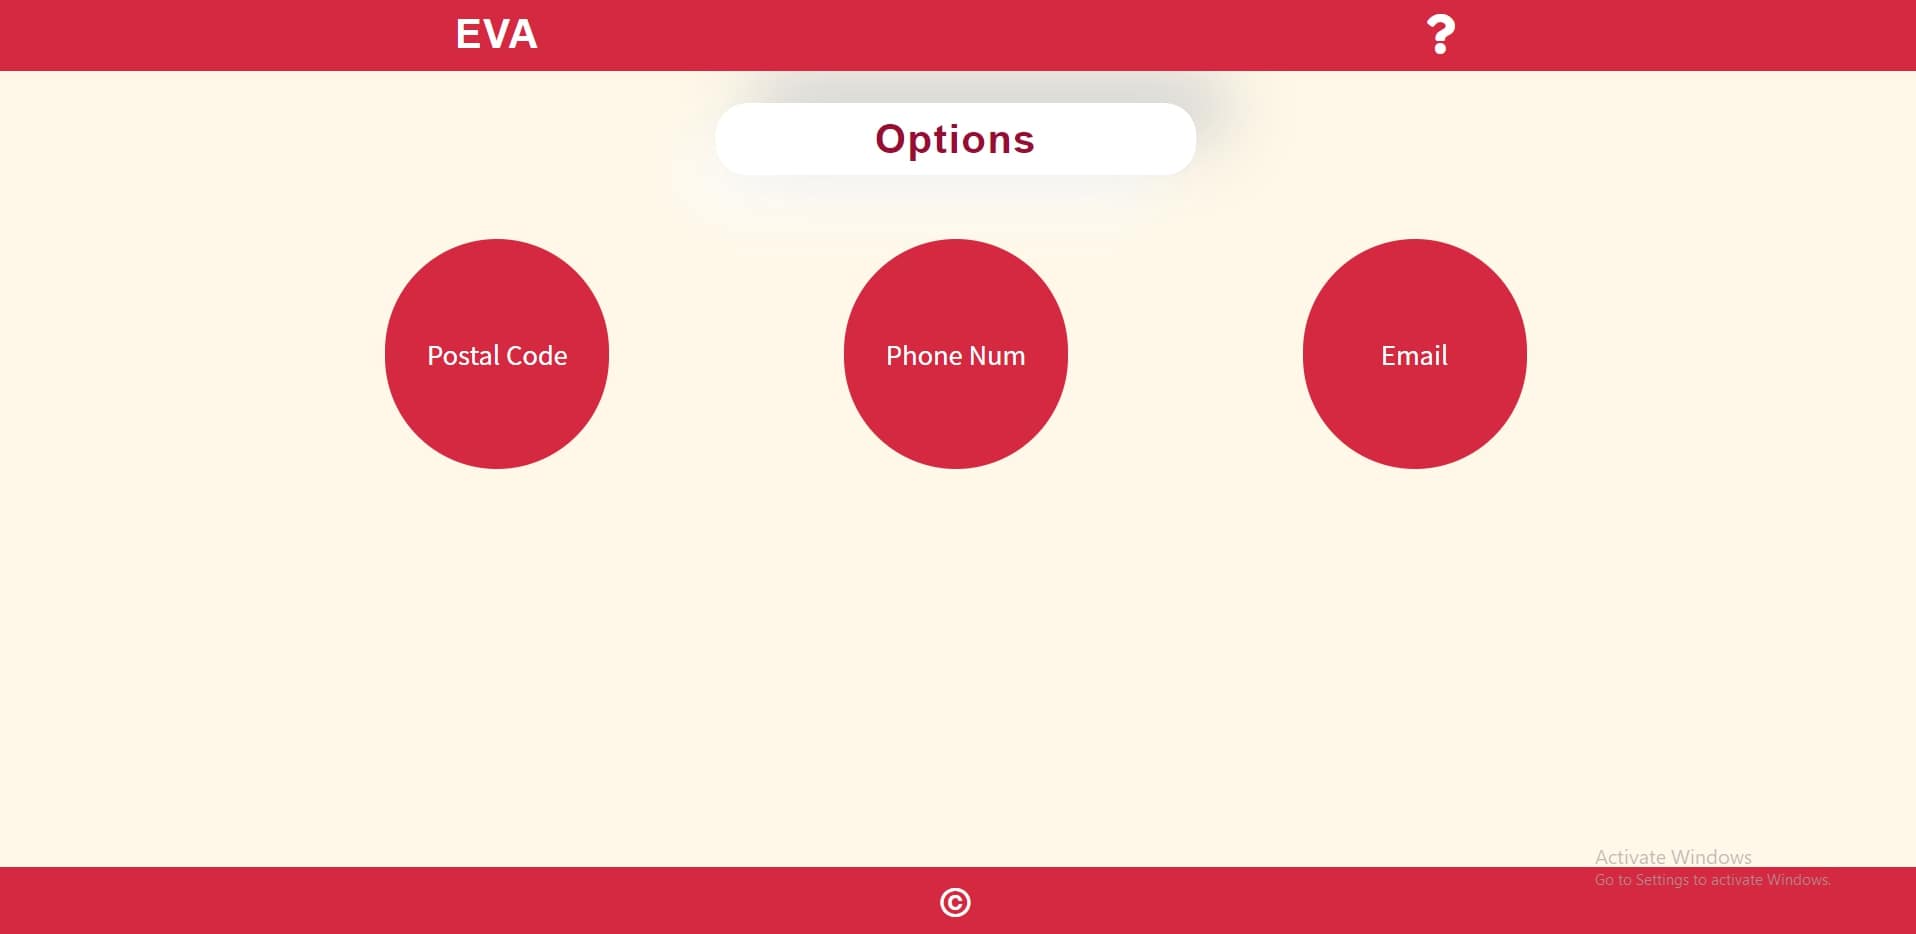 EVA ?
Options
Postal Code
Phone Num
Email
Activate Windows
Go to Settings to activate Windows.
©